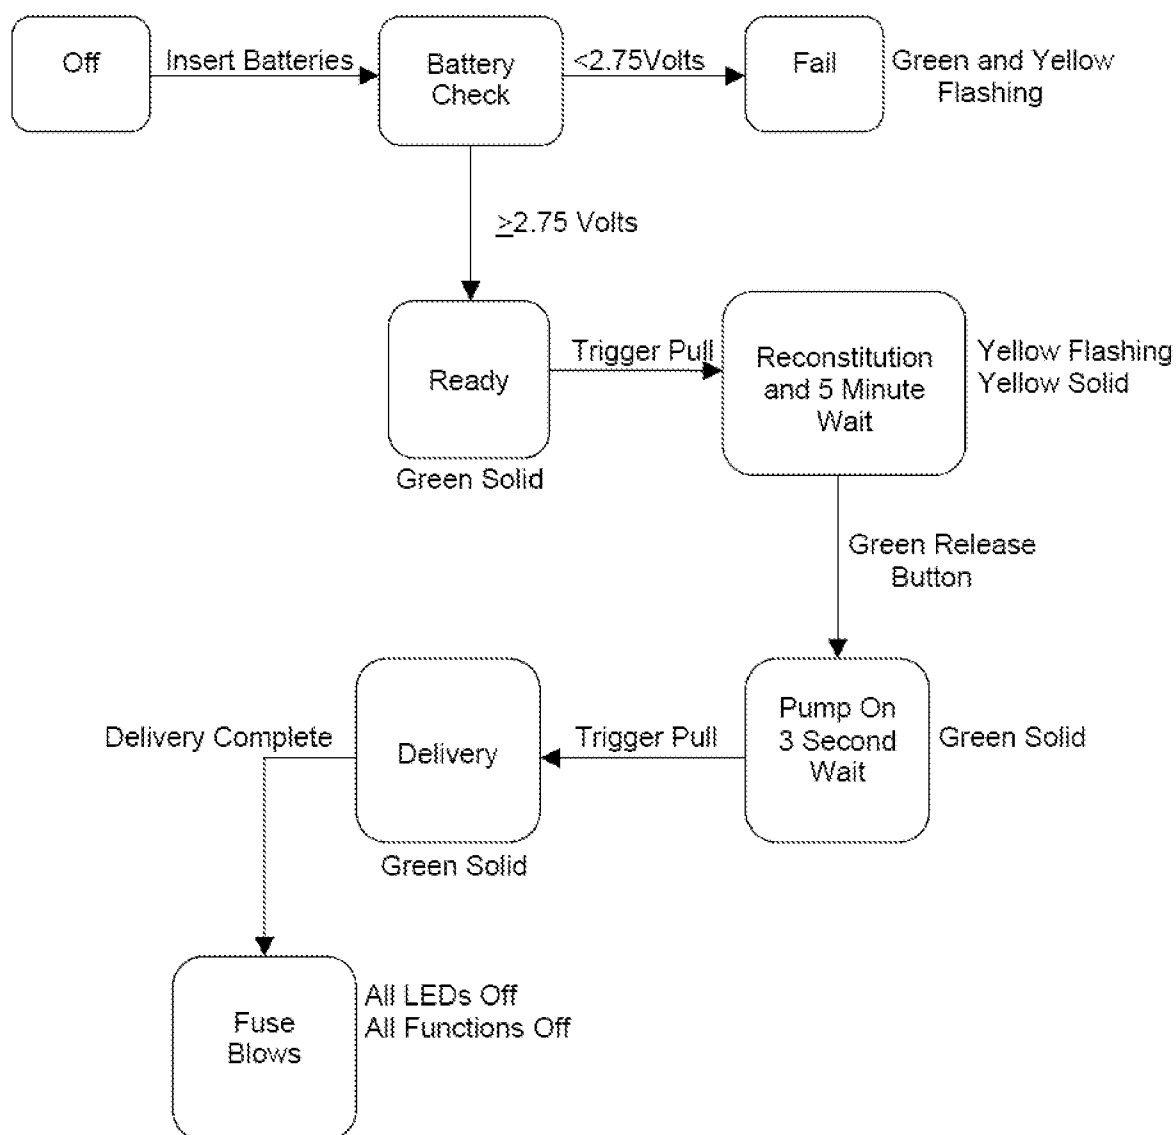 Off
Insert Batteries
Battery
Check
<2.75Volts
Fail
Green and Yellow
Flashing
≥2.75 Volts
Ready
Green Solid
Trigger Pull
Reconstitution
and 5 Minute
Wait
Yellow Flashing
Yellow Solid
Green Release
Button
Pump On
3 Second
Wait
Green Solid
Trigger Pull
Delivery
Green Solid
Delivery Complete
Fuse
Blows
All LEDs Off
All Functions Off